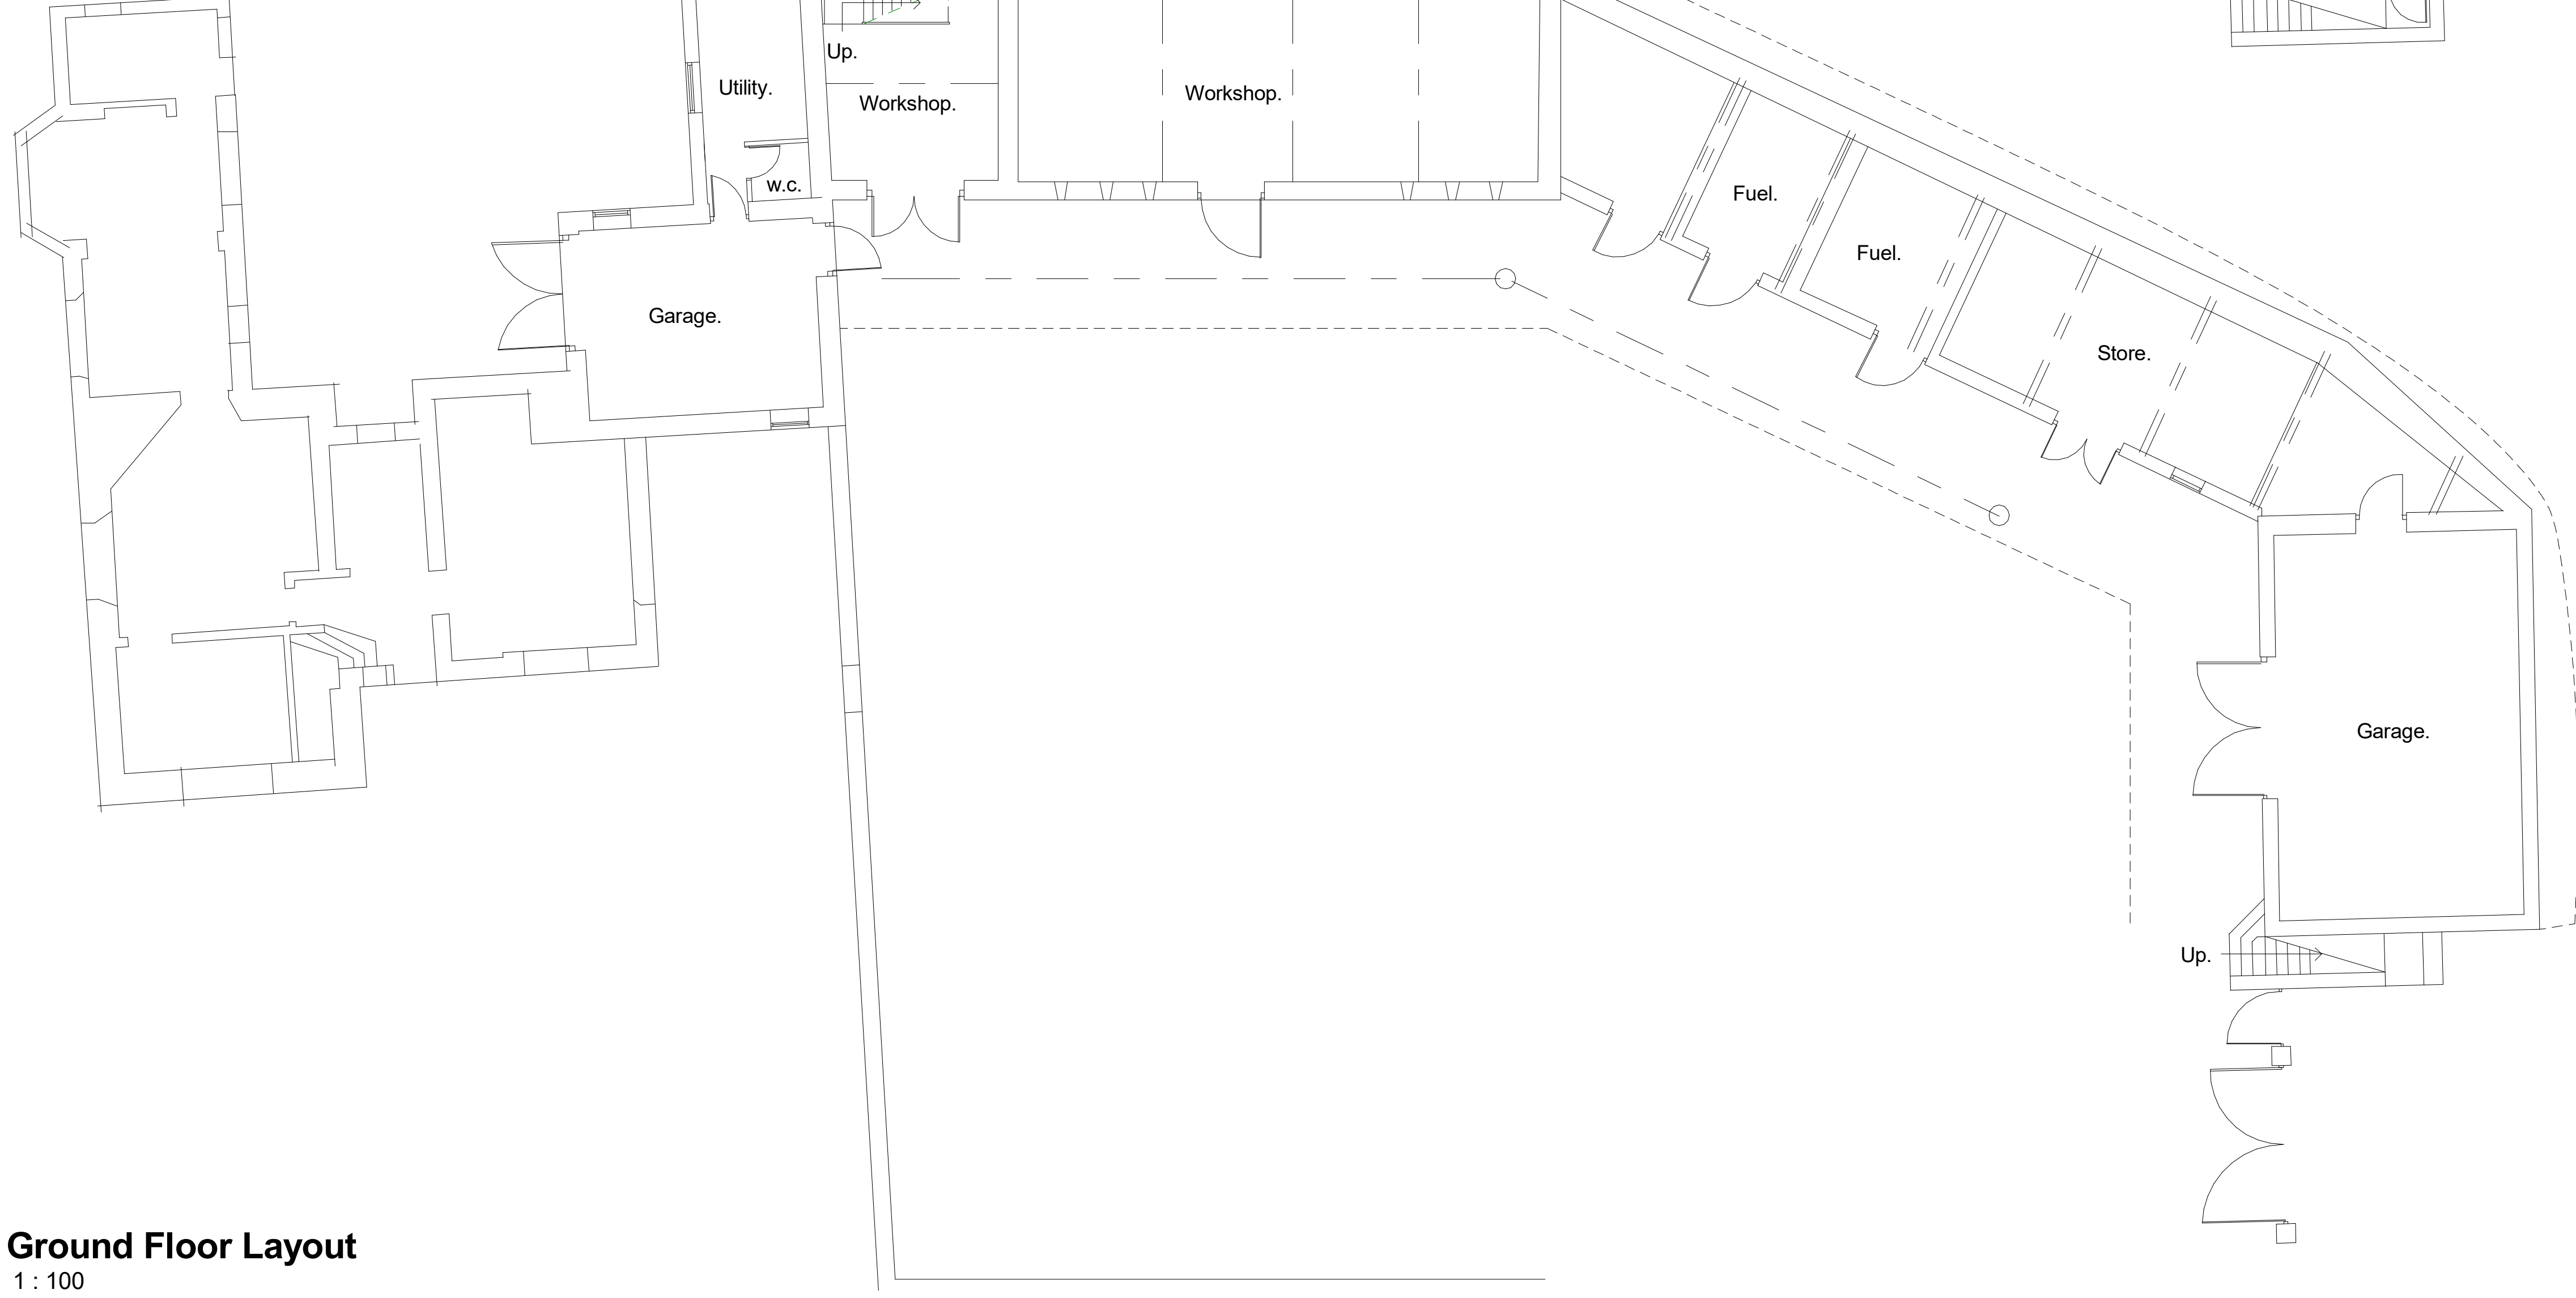 Up.
Utility.
Workshop.
Workshop.
w.c.
Fuel.
Fuel.
Garage.
Store.
Garage.
Up.
Ground Floor Layout
1 : 100